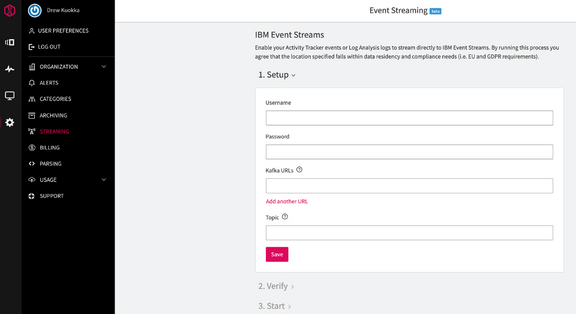 Drew Kuokka
USER PREFERENCES
LOG OUT
ORGANIZATION
ALERTS
CATEGORIES
ARCHIVING
STREAMING
BILLING
PARSING
USAGE
SUPPORT
Event Streaming beta
IBM Event Streams
Enable your Activity Tracker events or Log Analysis logs to stream directly to IBM Event Streams. By running this process you
agree that the location specified falls within data residency and compliance needs (i.e. EU and GDPR requirements).
1. Setup
Username
Password
Kafka URLs ?
Add another URL
Topic ?
Save
2. Verify
3. Start